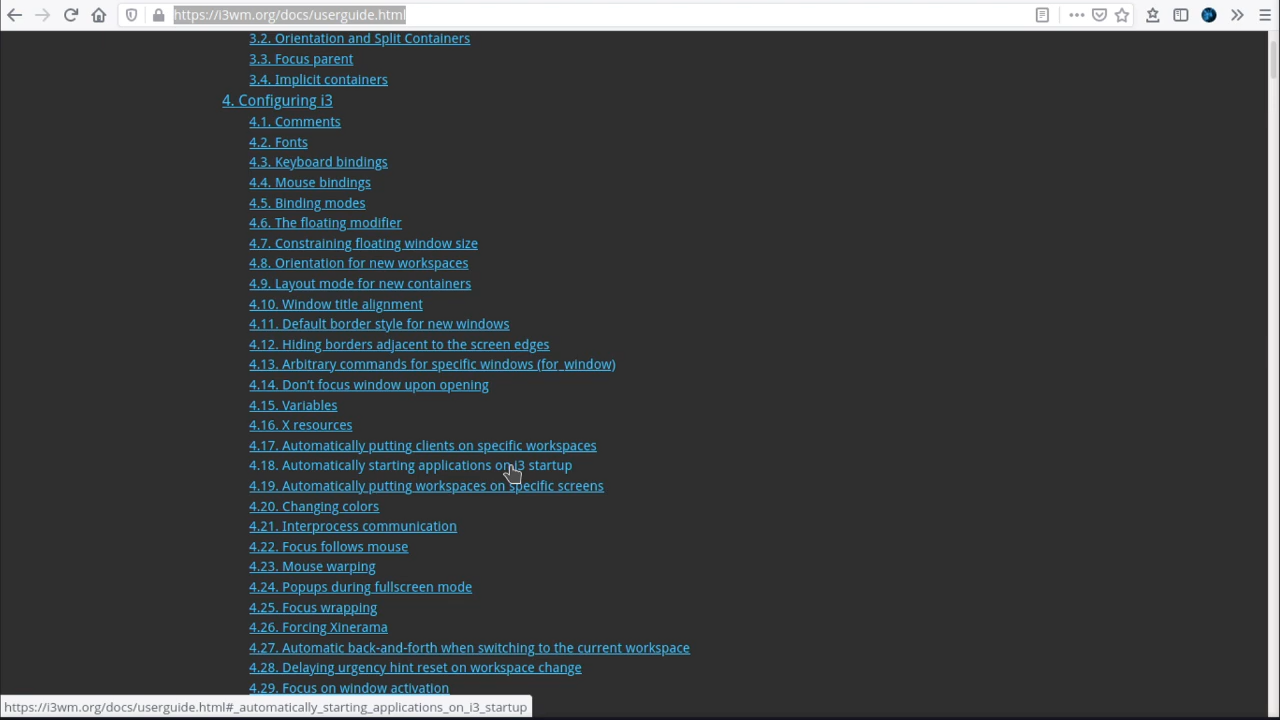 https://i3wm.org/docs/userguide.html
3.2. Orientation and Split Containers
3.3. Focus parent
3.4. Implicit containers
4. Configuring i3
4.1. Comments
4.2. Fonts
4.3. Keyboard bindings
4.4. Mouse bindings
4.5. Binding modes
4.6. The floating modifier
4.7. Constraining floating window size
4.8. Orientation for new workspaces
4.9. Layout mode for new containers
4.10. Window title alignment
4.11. Default border style for new windows
4.12. Hiding borders adjacent to the screen edges
4.13. Arbitrary commands for specific windows (for_window)
4.14. Don’t focus window upon opening
4.15. Variables
4.16. X resources
4.17. Automatically putting clients on specific workspaces
4.18. Automatically starting applications on i3 startup
4.19. Automatically putting workspaces on specific screens
4.20. Changing colors
4.21. Interprocess communication
4.22. Focus follows mouse
4.23. Mouse warping
4.24. Popups during fullscreen mode
4.25. Focus wrapping
4.26. Forcing Xinerama
4.27. Automatic back-and-forth when switching to the current workspace
4.28. Delaying urgency hint reset on workspace change
4.29. Focus on window activation
https://i3wm.org/docs/userguide.html#_automatically_starting_applications_on_i3_startup